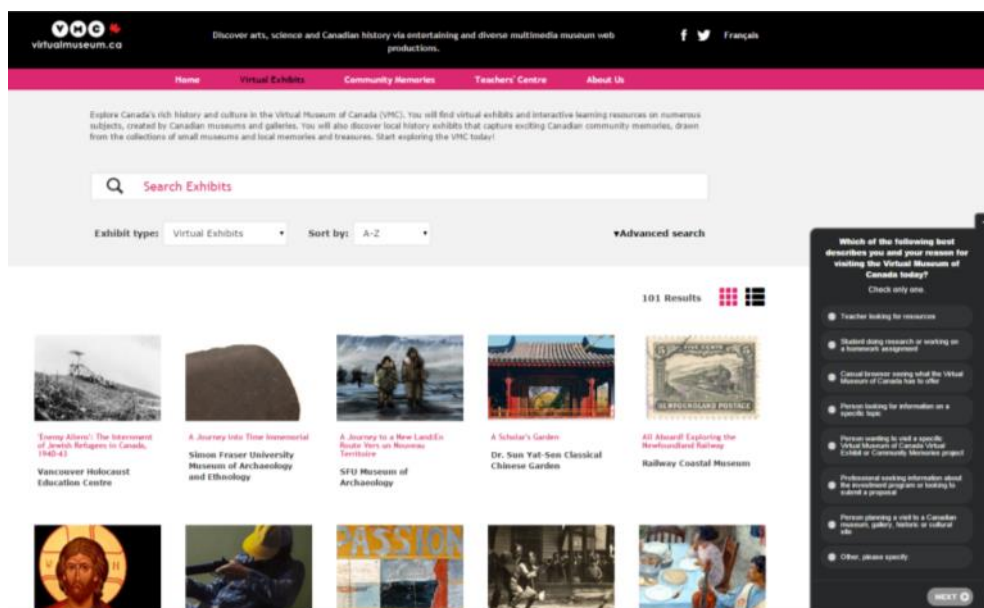 VMC
virtualmuseum.ca
Discover arts, science and Canadian history via entertaining and diverse multimedia museum web
productions.
Français
Home
Virtual Exhibits
Community Memories
Teachers' Centre
About Us
Explore Canada's rich history and culture in the Virtual Museum of Canada (VMC). You will find virtual exhibits and interactive learning resources on numerous
subjects, created by Canadian museums and galleries. You will also discover local history exhibits that capture exciting Canadian community memories, drawn
from the collections of small museums and local memories and treasures. Start exploring the VMC today!
Search Exhibits
Exhibit type:
Virtual Exhibits
Sort by:
A-Z
▾Advanced search
101 Results
'Enemy Aliens': The Internment
of Jewish Refugees in Canada,
1940-43
Vancouver Holocaust
Education Centre
A Journey into Time Immemorial
Simon Fraser University
Museum of Archaeology
and Ethnology
A Journey to a New Land:En
Route Vers un Nouveau
Territoire
SFU Museum of
Archaeology
A Scholar's Garden
Dr. Sun Yat-Sen Classical
Chinese Garden
FIVE CENTS
NEWFOUNDLAND POSTAGE
All Aboard! Exploring the
Newfoundland Railway
Railway Coastal Museum
PASSION
Which of the following best
describes you and your reason for
visiting the Virtual Museum of
Canada today?
Check only one.
Teacher looking for resources
Student doing research or working on
a homework assignment
Casual browser seeing what the Virtual
Museum of Canada has to offer
Person looking for information on a
specific topic
Person wanting to visit a specific
Virtual Museum of Canada Virtual
Exhibit or Community Memories project
Professional seeking information about
the investment program or looking to
submit a proposal
Person planning a visit to a Canadian
museum, gallery, historic or cultural
site
Other, please specify
NEXT